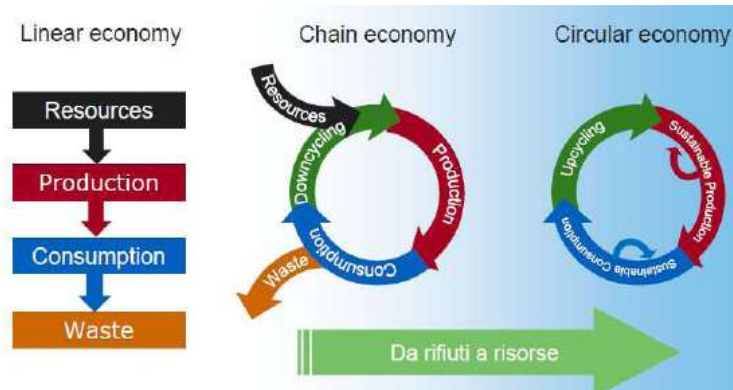 Linear economy
Resources
Production
Consumption
Waste
Chain economy
Resources
Downcycling
Production
Consumption
Waste
Circular economy
Upcycling
Sustainable Production
Sustainable Consumption
Da rifiuti a risorse